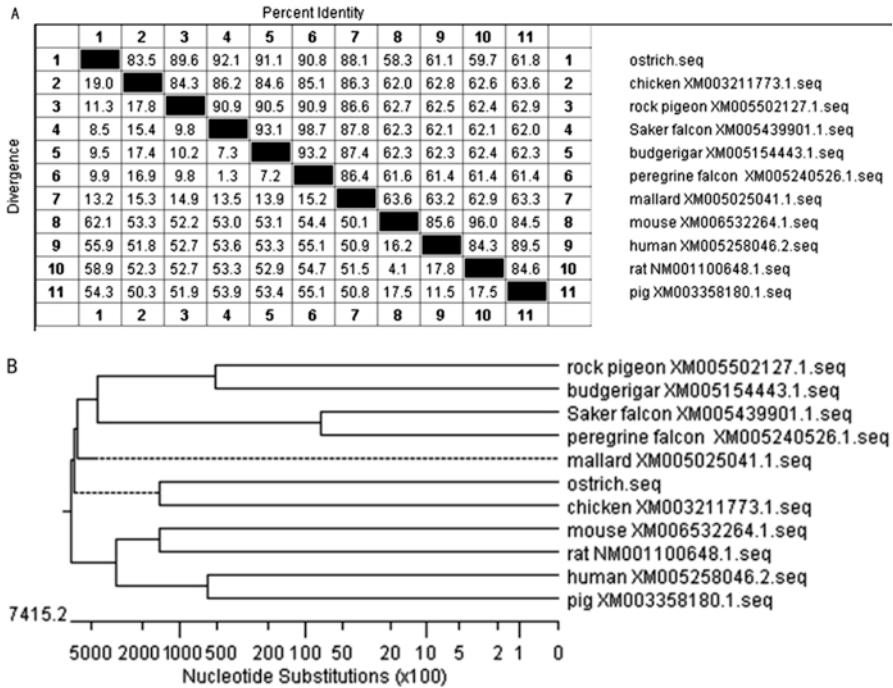 A
Percent Identity
1 2 3 4 5 6 7 8 9 10 11
1 83.5 89.6 92.1 91.1 90.8 88.1 58.3 61.1 59.7 61.8 1 ostrich.seq
2 19.0 84.3 86.2 84.6 85.1 86.3 62.0 62.8 62.6 63.6 2 chicken XM003211773.1.seq
3 11.3 17.8 90.9 90.5 90.9 86.6 62.7 62.5 62.4 62.9 3 rock pigeon XM005502127.1.seq
4 8.5 15.4 9.8 93.1 98.7 87.8 62.3 62.1 62.1 62.0 4 Saker falcon XM005439901.1.seq
5 9.5 17.4 10.2 7.3 93.2 87.4 62.3 62.3 62.4 62.3 5 budgerigar XM005154443.1.seq
6 9.9 16.9 9.8 1.3 7.2 86.4 61.6 61.4 61.4 61.4 6 peregrine falcon XM005240526.1.seq
7 13.2 15.3 14.9 13.5 13.9 15.2 63.6 63.2 62.9 63.3 7 mallard XM005025041.1.seq
8 62.1 53.3 52.2 53.0 53.1 54.4 50.1 85.6 96.0 84.5 8 mouse XM006532264.1.seq
9 55.9 51.8 52.7 53.6 53.3 55.1 50.9 16.2 84.3 89.5 9 human XM005258046.2.seq
10 58.9 52.3 52.7 53.3 52.9 54.7 51.5 4.1 17.8 84.6 10 rat NM001100648.1.seq
11 54.3 50.3 51.9 53.9 53.4 55.1 50.8 17.5 11.5 17.5 11 pig XM003358180.1.seq
1 2 3 4 5 6 7 8 9 10 11
Divergence
B
rock pigeon XM005502127.1.seq
budgerigar XM005154443.1.seq
Saker falcon XM005439901.1.seq
peregrine falcon XM005240526.1.seq
mallard XM005025041.1.seq
ostrich.seq
chicken XM003211773.1.seq
mouse XM006532264.1.seq
rat NM001100648.1.seq
human XM005258046.2.seq
pig XM003358180.1.seq
7415.2
5000 2000 1000 500 200 100 50 20 10 5 2 1 0
Nucleotide Substitutions (x100)